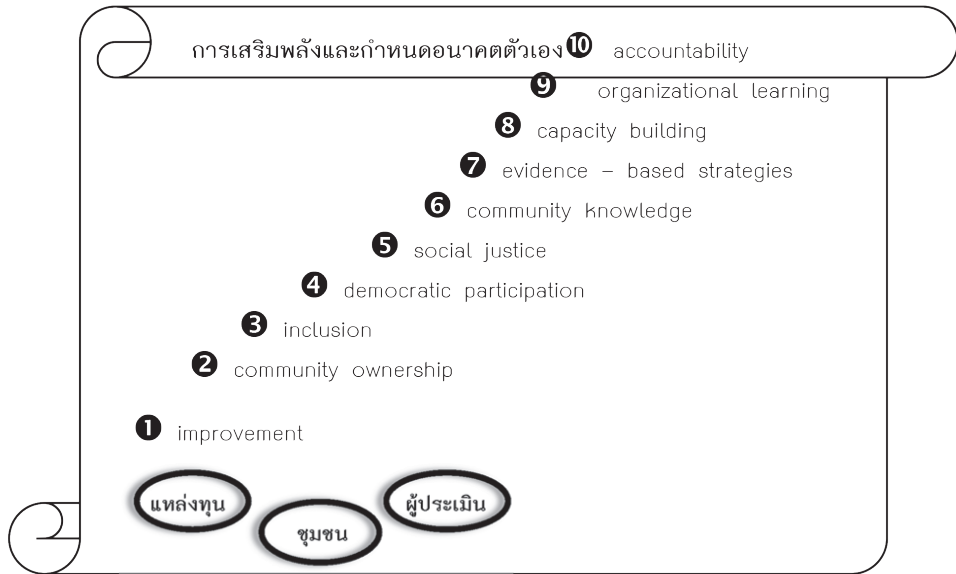 การเสริมพลังและกำหนดอนาคตตัวเอง ❿ accountability
❾ organizational learning
❽ capacity building
❼ evidence – based strategies
❻ community knowledge
❺ social justice
❹ democratic participation
❸ inclusion
❷ community ownership
❶ improvement
แหล่งทุน
ผู้ประเมิน
ชุมชน